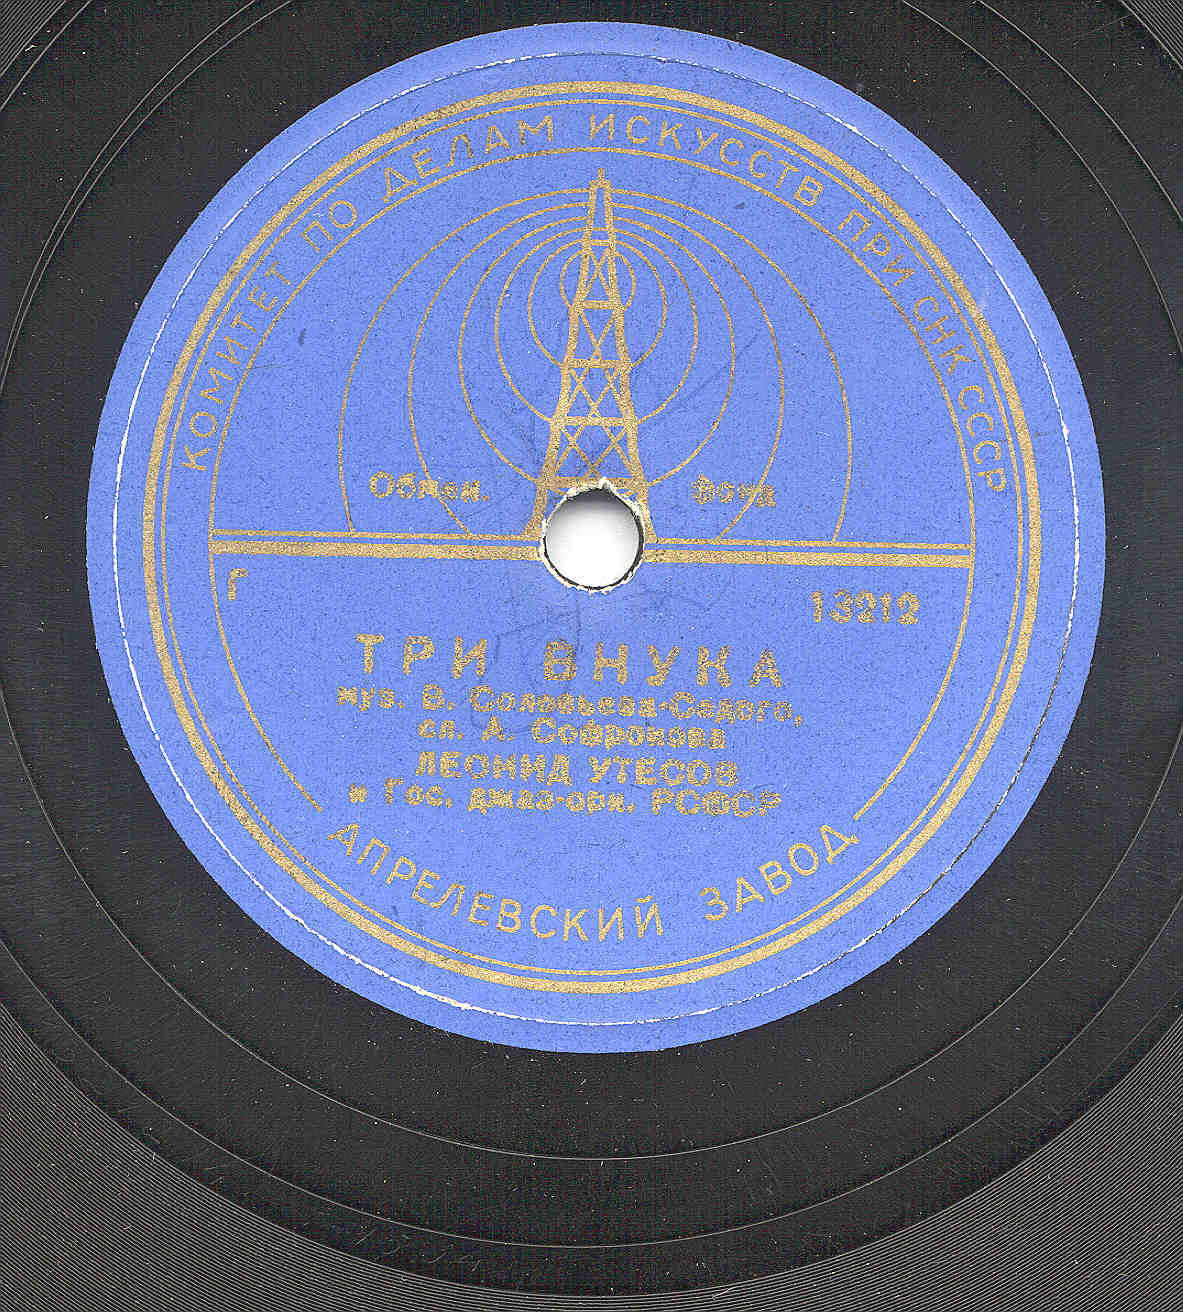 КОМИТЕТ ПО ДЕЛАМ ИСКУССТВ ПРИ СНК СССР
Обмен. Фонд
Г 13212
ТРИ ВНУКА
муз. В. Соловьева-Седого,
сл. А. Софронова
ЛЕОНИД УТЕСОВ
и Гос. джаз-орк. РСФСР
АПРЕЛЕВСКИЙ ЗАВОД